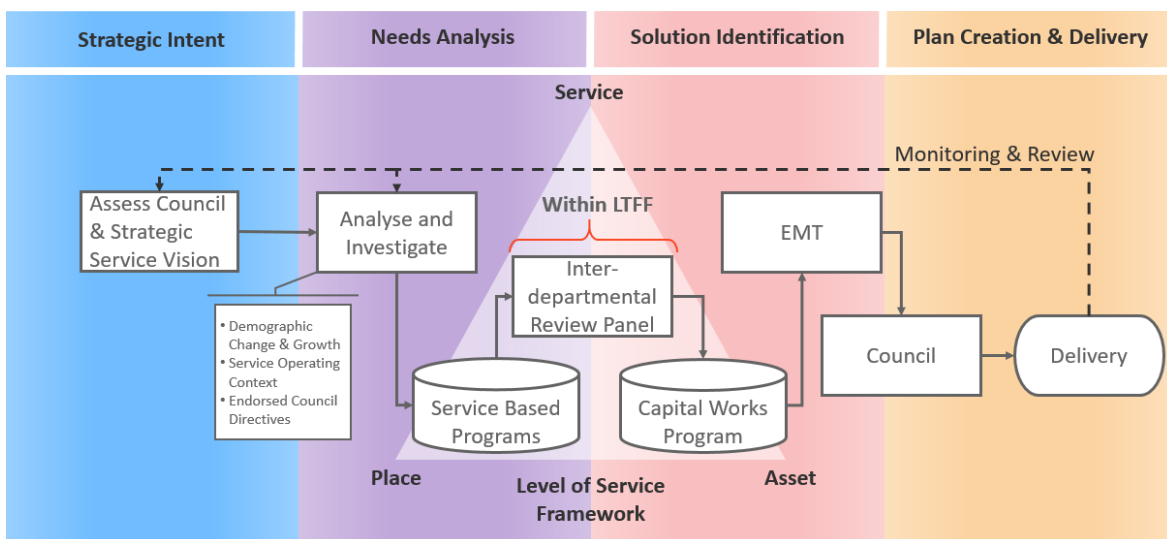 Strategic Intent
Needs Analysis
Solution Identification
Plan Creation & Delivery
Service
Monitoring & Review
Assess Council
& Strategic
Service Vision
Analyse and
Investigate
Within LTFF
Inter-
departmental
Review Panel
EMT
Council
Delivery
• Demographic
Change & Growth
• Service Operating
Context
• Endorsed Council
Directives
Service Based
Programs
Capital Works
Program
Place
Level of Service
Framework
Asset